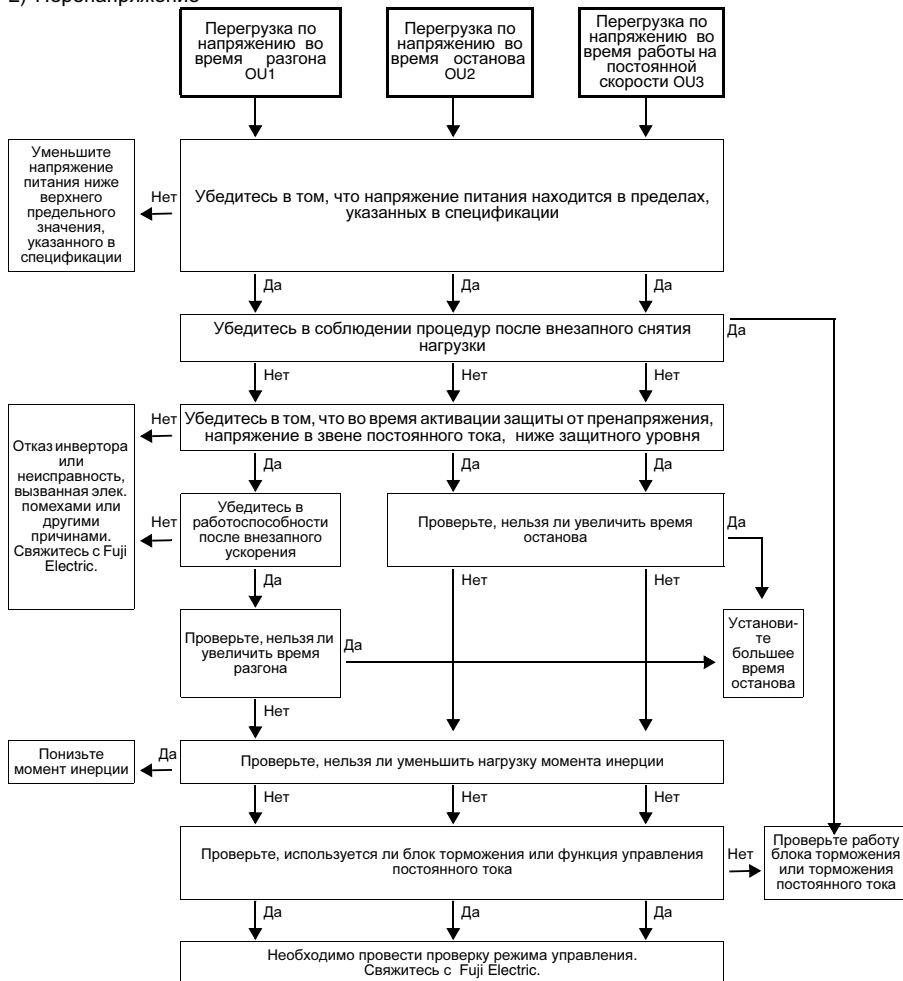 2) Перенапряжение
Перегрузка по
напряжению во
время разгона
OU1
Перегрузка по
напряжению во
время останова
OU2
Перегрузка по
напряжению во
время работы на
постоянной
скорости OU3
Уменьшите
напряжение
питания ниже
верхнего
предельного
значения,
указанного в
спецификации
Нет
Убедитесь в том, что напряжение питания находится в пределах,
указанных в спецификации
Да
Да
Да
Убедитесь в соблюдении процедур после внезапного снятия
нагрузки
Да
Нет
Нет
Нет
Отказ инвертора
или
неисправность,
вызванная элек.
помехами или
другими
причинами.
Свяжитесь с Fuji
Electric.
Нет
Убедитесь в том, что во время активации защиты от пренапряжения,
напряжение в звене постоянного тока, ниже защитного уровня
Да
Да
Да
Нет
Убедитесь в
работоспособности
после внезапного
ускорения
Проверьте, нельзя ли увеличить время
останова
Да
Да
Нет
Нет
Проверьте, нельзя ли
увеличить время
разгона
Да
Установи-
те
большее
время
останова
Нет
Понизьте
момент инерции
Да
Проверьте, нельзя ли уменьшить нагрузку момента инерции
Нет
Нет
Нет
Проверьте, используется ли блок торможения или функция управления
постоянного тока
Нет
Проверьте работу
блока торможения
или торможения
постоянного тока
Да
Да
Да
Необходимо провести проверку режима управления.
Свяжитесь с Fuji Electric.